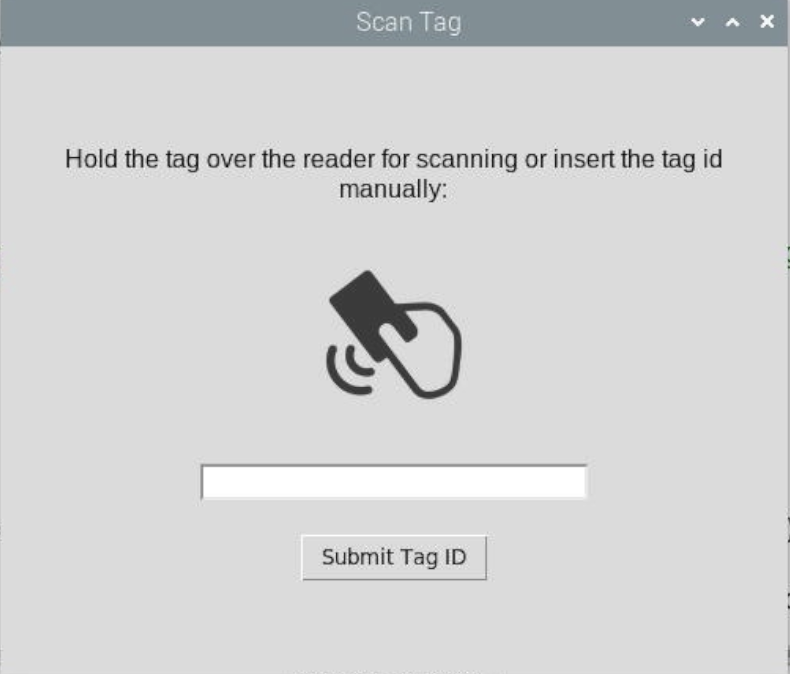 Scan Tag
Hold the tag over the reader for scanning or insert the tag id
manually:
Submit Tag ID